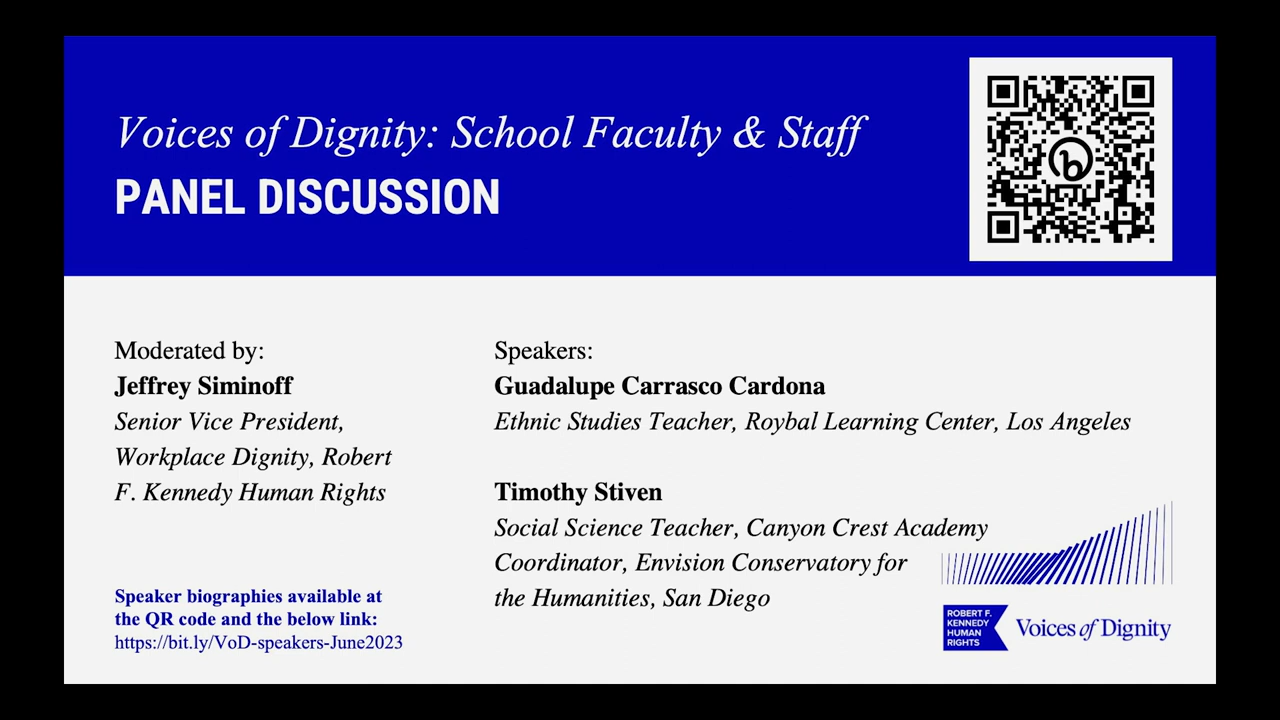 Voices of Dignity: School Faculty & Staff
PANEL DISCUSSION
Moderated by:
Jeffrey Siminoff
Senior Vice President,
Workplace Dignity, Robert
F. Kennedy Human Rights
Speaker biographies available at
the QR code and the below link:
https://bit.ly/VoD-speakers-June2023
Speakers:
Guadalupe Carrasco Cardona
Ethnic Studies Teacher, Roybal Learning Center, Los Angeles
Timothy Stiven
Social Science Teacher, Canyon Crest Academy
Coordinator, Envision Conservatory for
the Humanities, San Diego
ROBERT F.
KENNEDY
HUMAN
RIGHTS
Voices of Dignity